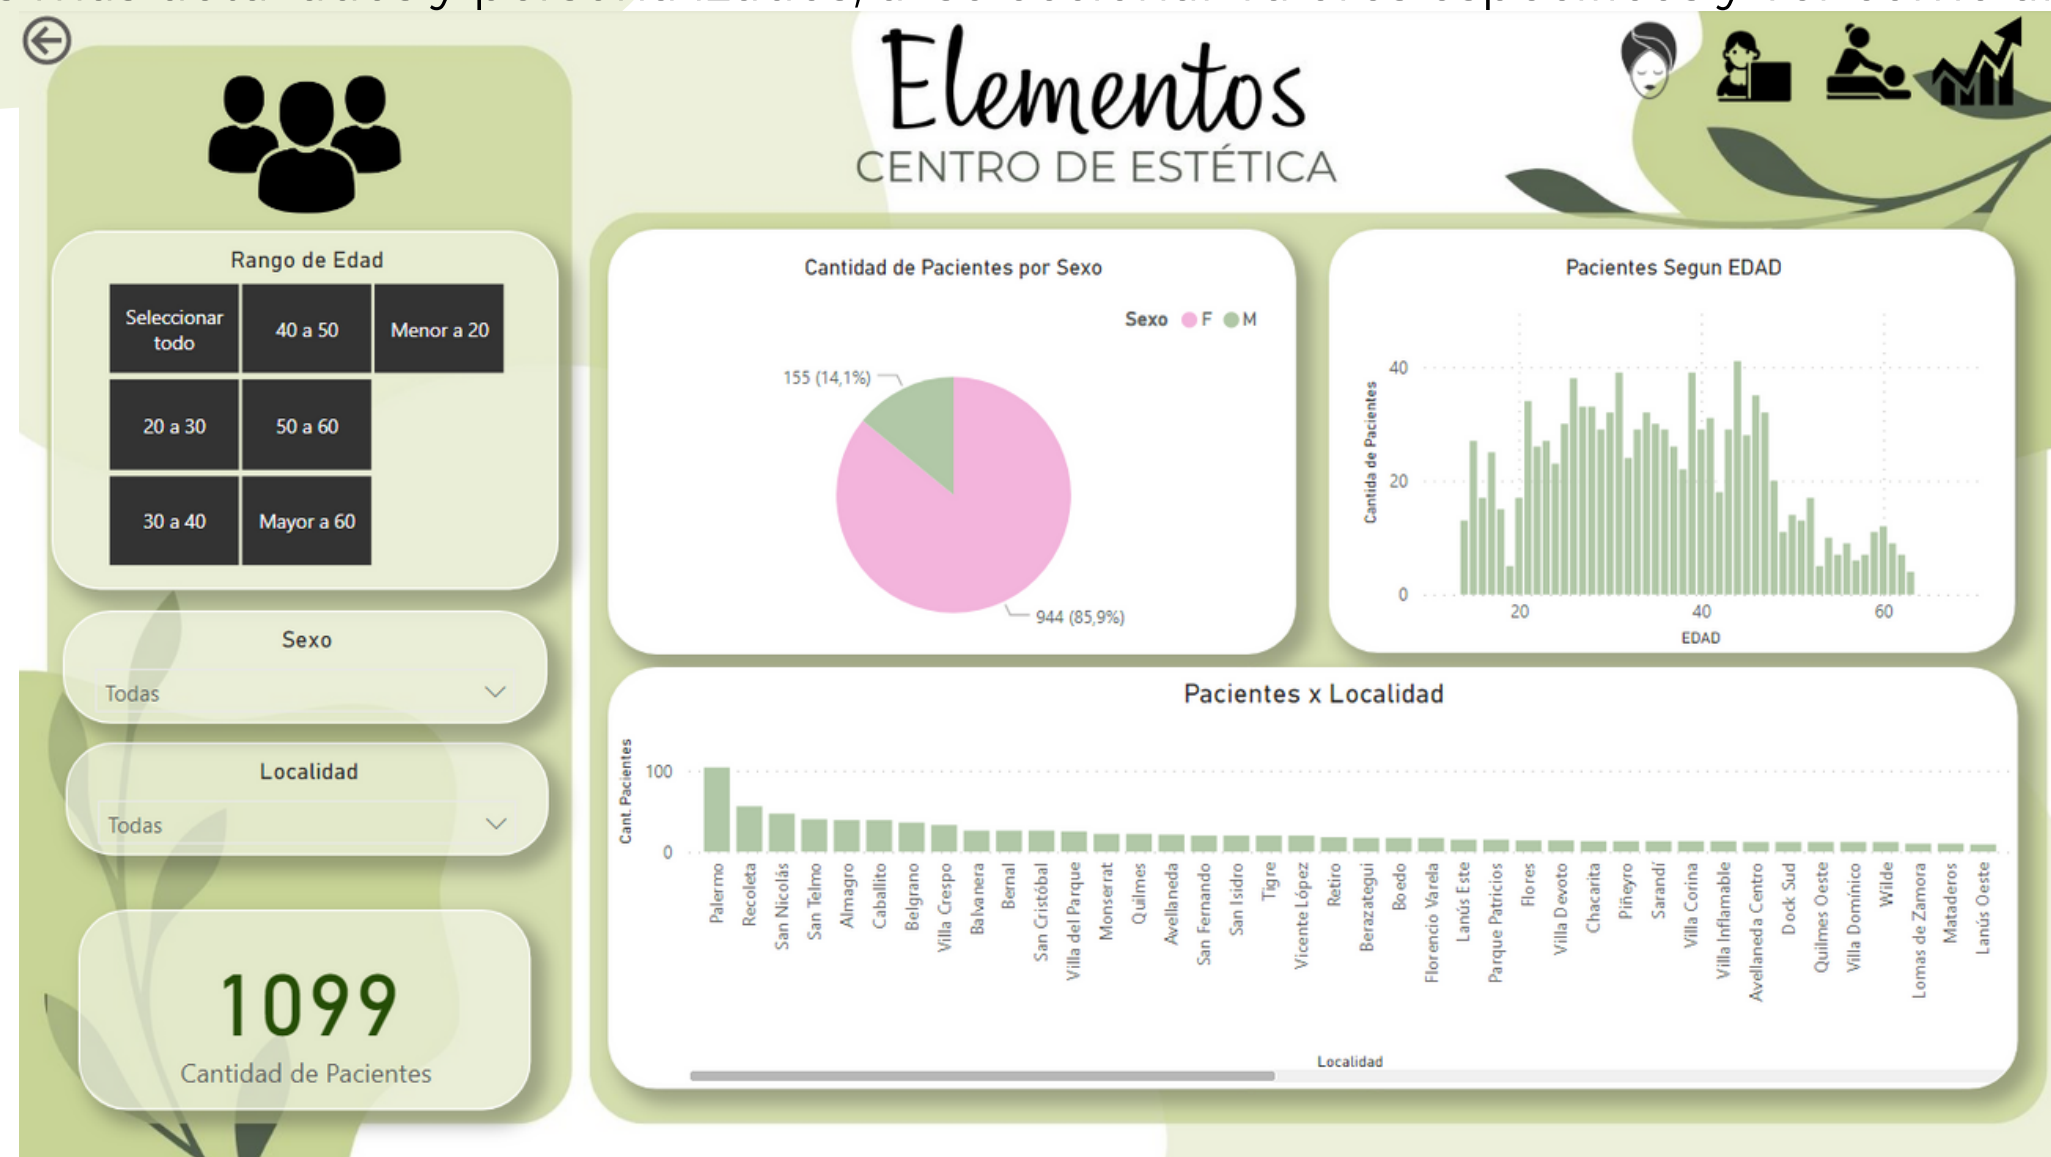 Elementos
CENTRO DE ESTÉTICA
Rango de Edad
Seleccionar
todo
40 a 50
Menor a 20
20 a 30
50 a 60
30 a 40
Mayor a 60
Sexo
Todas
Localidad
Todas
1099
Cantidad de Pacientes
Cantidad de Pacientes por Sexo
Sexo F M
155 (14,1%)
944 (85,9%)
Pacientes Segun EDAD
Cantida de Pacientes
40
20
0
20 40 60
EDAD
Pacientes x Localidad
Cant. Pacientes
100
0
Palermo
Recoleta
San Nicolás
San Telmo
Almagro
Caballito
Belgrano
Villa Crespo
Balvanera
Bernal
San Cristóbal
Villa del Parque
Monserrat
Quilmes
Avellaneda
San Fernando
San Isidro
Tigre
Vicente López
Retiro
Berazategui
Boedo
Florencio Varela
Lanús Este
Parque Patricios
Flores
Villa Devoto
Chacarita
Piñeyro
Sarandí
Villa Corina
Villa Inflamable
Avellaneda Centro
Dock Sud
Quilmes Oeste
Villa Domínico
Wilde
Lomas de Zamora
Mataderos
Lanús Oeste
Localidad